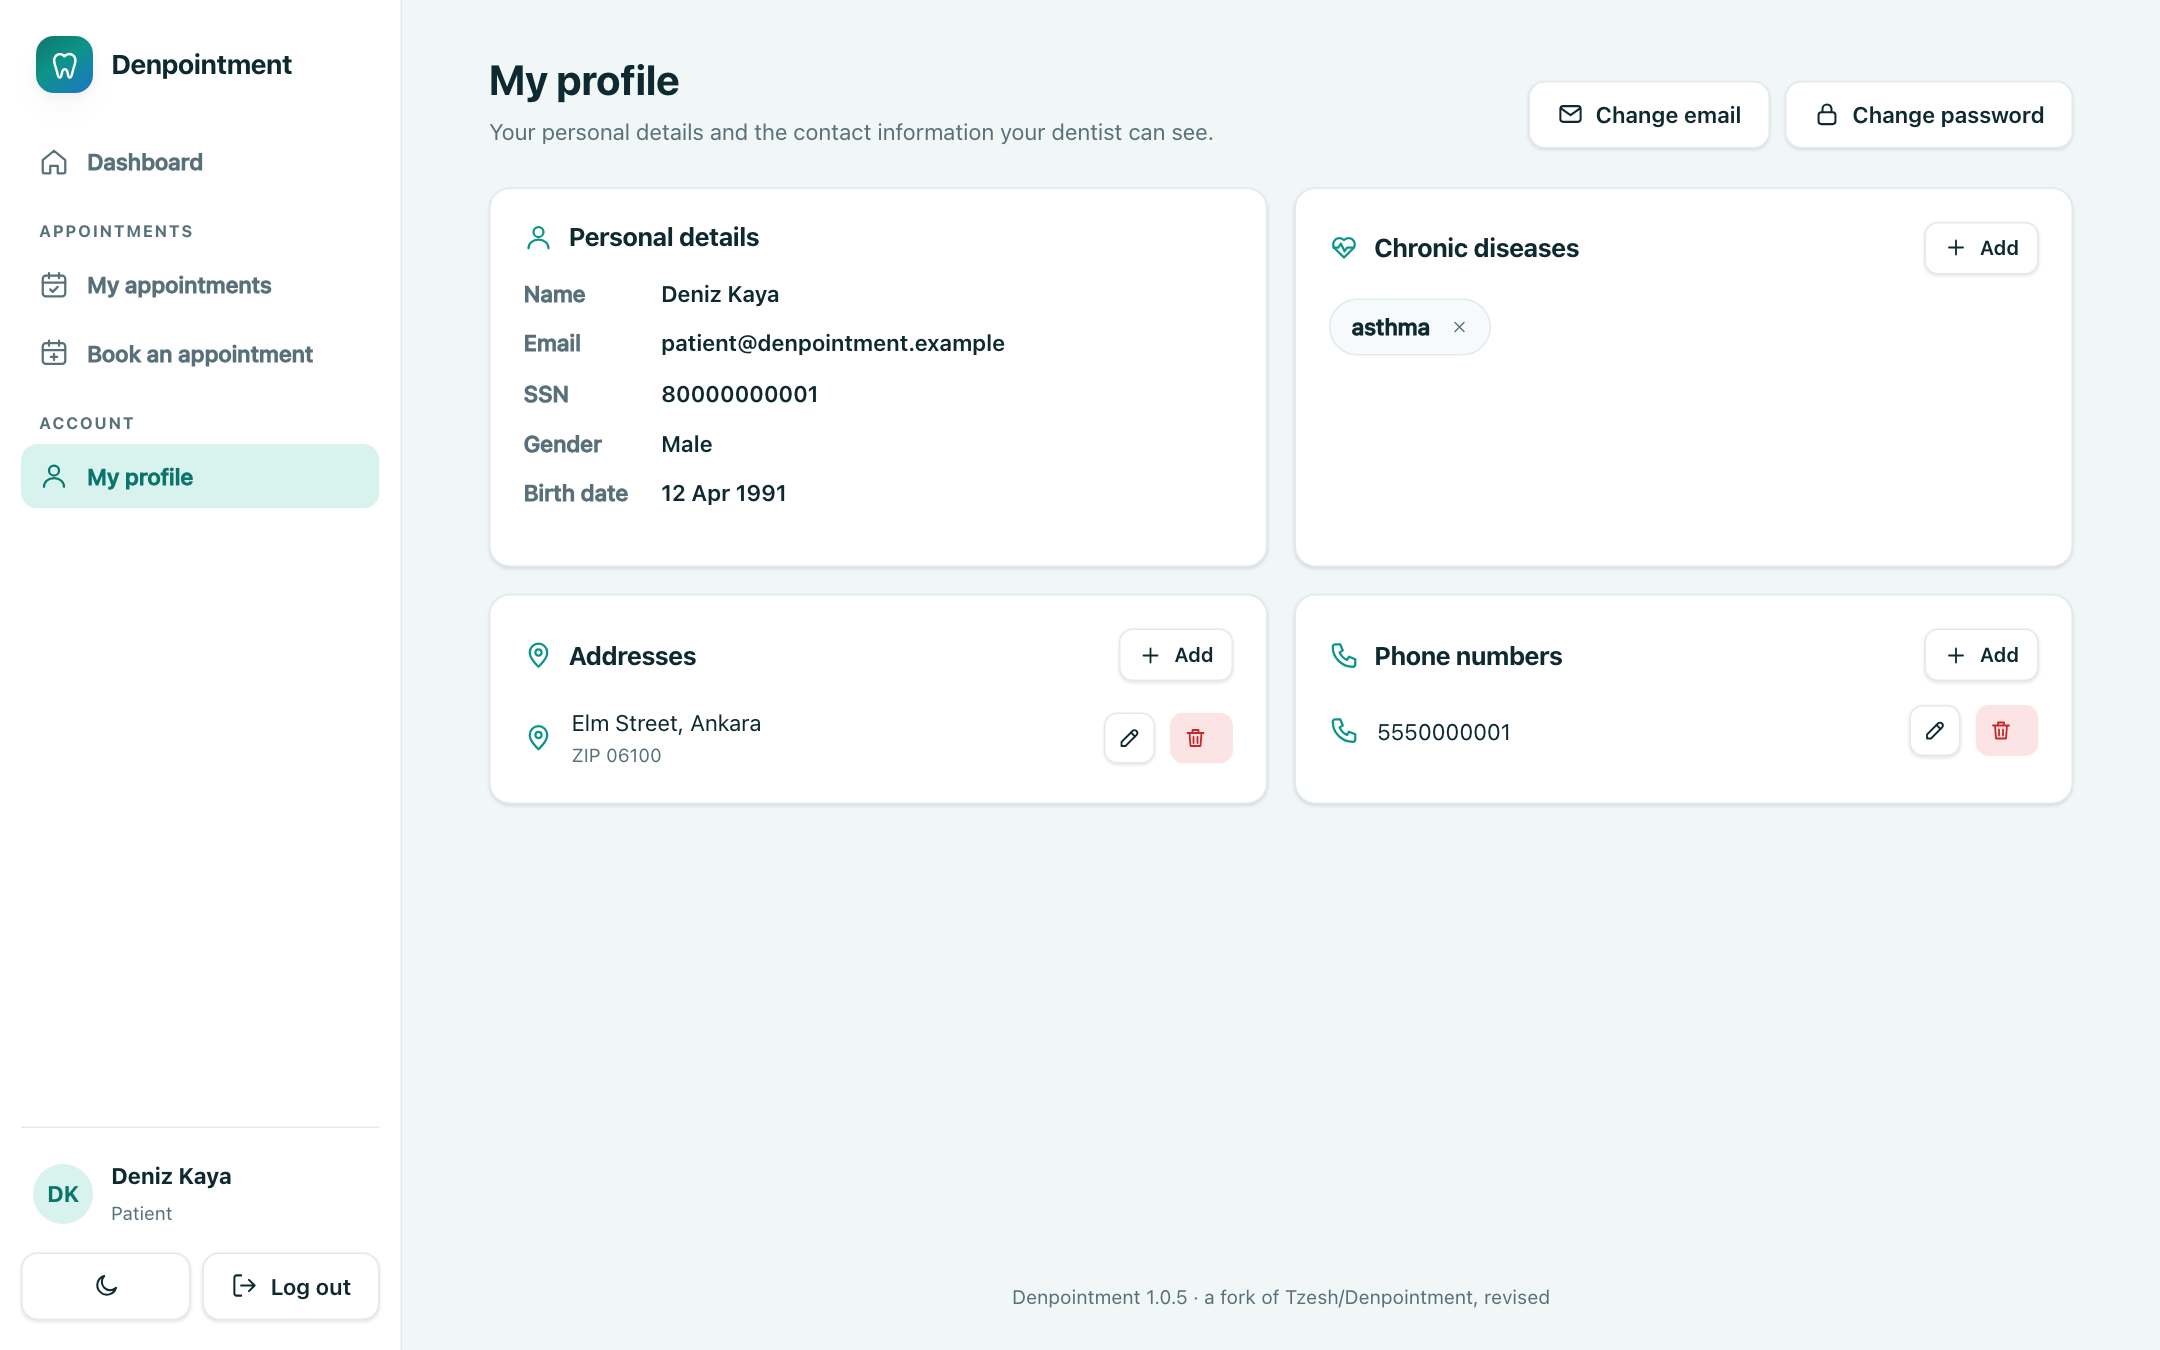 Denpointment
Dashboard
APPOINTMENTS
My appointments
Book an appointment
ACCOUNT
My profile
DK
Deniz Kaya
Patient
Log out
My profile
Your personal details and the contact information your dentist can see.
Change email
Change password
Personal details
Name Deniz Kaya
Email patient@denpointment.example
SSN 80000000001
Gender Male
Birth date 12 Apr 1991
Chronic diseases
Add
asthma
Addresses
Add
Elm Street, Ankara
ZIP 06100
Phone numbers
Add
5550000001
Denpointment 1.0.5 · a fork of Tzesh/Denpointment, revised